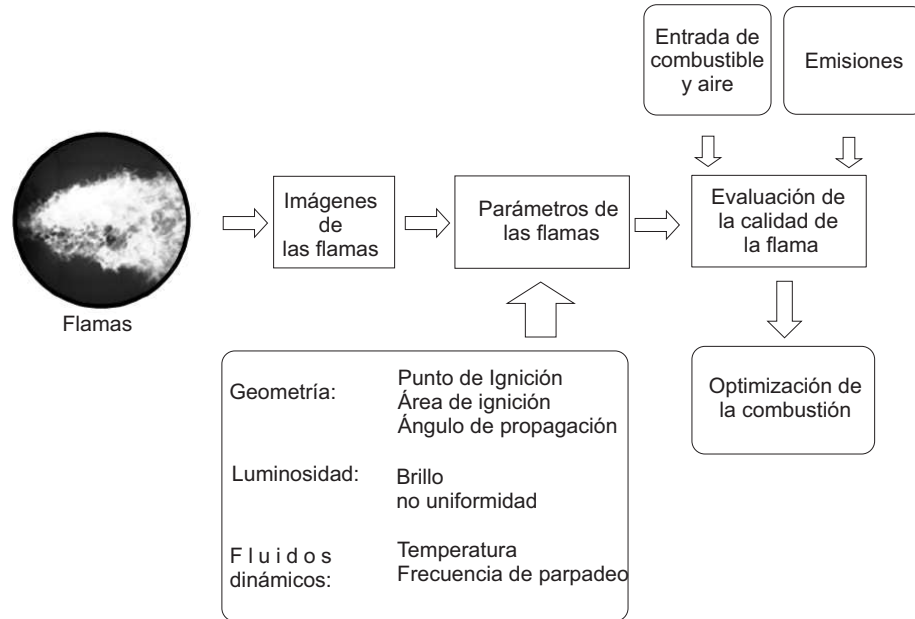 Entrada de
combustible
y aire
Emisiones
Flamas
Imágenes
de
las flamas
Parámetros de
las flamas
Evaluación de
la calidad de
la flama
Optimización de
la combustión
Geometría:
Punto de Ignición
Área de ignición
Ángulo de propagación
Luminosidad:
Brillo
no uniformidad
Fluidos
dinámicos:
Temperatura
Frecuencia de parpadeo